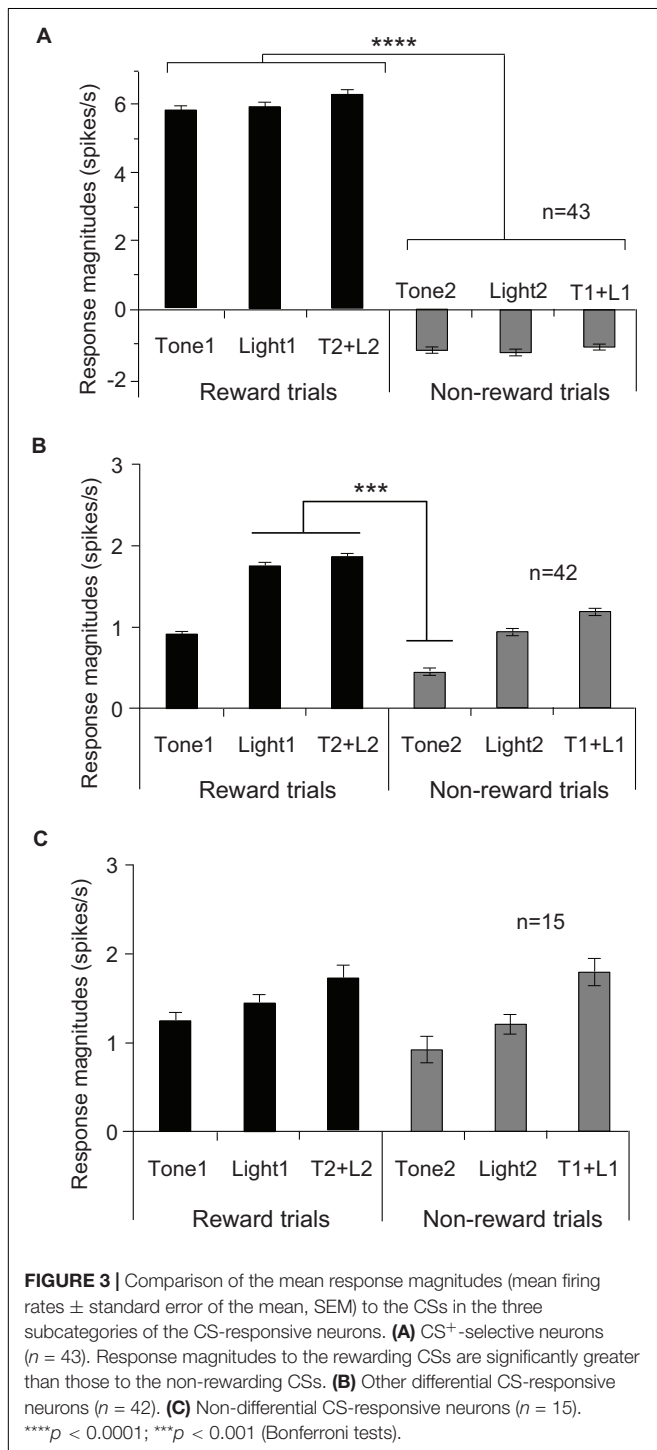 A
****
Response magnitudes (spikes/s)
6
4
2
0
-2
n=43
Tone2 Light2 T1+L1
Tone1 Light1 T2+L2
Reward trials Non-reward trials
B
Response magnitudes (spikes/s)
3
2
1
0
***
n=42
Tone1 Light1 T2+L2 Tone2 Light2 T1+L1
Reward trials Non-reward trials
C
Response magnitudes (spikes/s)
3
2
1
0
n=15
Tone1 Light1 T2+L2 Tone2 Light2 T1+L1
Reward trials Non-reward trials
FIGURE 3 | Comparison of the mean response magnitudes (mean firing
rates ± standard error of the mean, SEM) to the CSs in the three
subcategories of the CS-responsive neurons. (A) CS⁺-selective neurons
(n = 43). Response magnitudes to the rewarding CSs are significantly greater
than those to the non-rewarding CSs. (B) Other differential CS-responsive
neurons (n = 42). (C) Non-differential CS-responsive neurons (n = 15).
****p < 0.0001; ***p < 0.001 (Bonferroni tests).